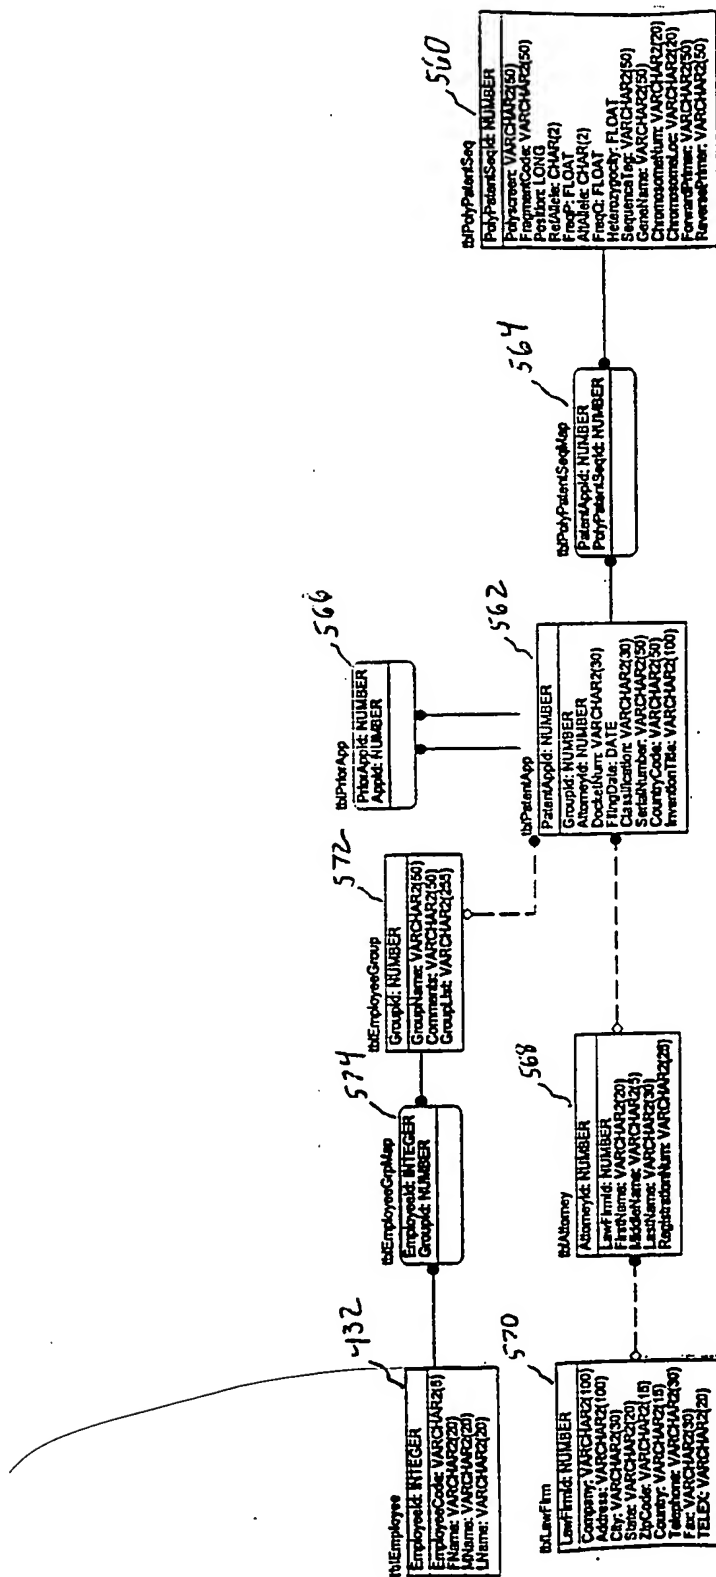 tblEmployee
432
EmployeeId: INTEGER
EmployeeCode: VARCHAR2(5)
FName: VARCHAR2(20)
MName: VARCHAR2(20)
LName: VARCHAR2(20)
tblEmployeeGrpMap
574
EmployeeId: INTEGER
GroupId: NUMBER
tblEmployeeGroup
572
GroupId: NUMBER
GroupName: VARCHAR2(50)
Comments: VARCHAR2(50)
GroupList: VARCHAR2(255)
tblPriorApp
566
PriorAppId: NUMBER
AppId: NUMBER
tblLawFirm
570
LawFirmId: NUMBER
Company: VARCHAR2(100)
Address: VARCHAR2(100)
City: VARCHAR2(30)
State: VARCHAR2(20)
ZipCode: VARCHAR2(15)
Country: VARCHAR2(15)
Telephone: VARCHAR2(30)
Fax: VARCHAR2(30)
TELEX: VARCHAR2(20)
tblAttorney
568
AttorneyId: NUMBER
LawFirmId: NUMBER
FirstName: VARCHAR2(20)
MiddleName: VARCHAR2(5)
LastName: VARCHAR2(30)
RegistrationNum: VARCHAR2(25)
tblPatentApp
562
PatentAppId: NUMBER
GroupId: NUMBER
AttorneyId: NUMBER
DocketNum: VARCHAR2(30)
FilingDate: DATE
Classification: VARCHAR2(30)
SerialNumber: VARCHAR2(50)
CountryCode: VARCHAR2(50)
InventionTitle: VARCHAR2(100)
tblPolyPatentSeqMap
564
PatentAppId: NUMBER
PolyPatentSeqId: NUMBER
tblPolyPatentSeq
560
PolyPatentSeqId: NUMBER
Polyscreen: VARCHAR2(50)
FragmentCode: VARCHAR2(50)
Position: LONG
RefAllele: CHAR(2)
FreqP: FLOAT
AltAllele: CHAR(2)
FreqQ: FLOAT
Heterozygocity: FLOAT
SequenceTag: VARCHAR2(50)
GeneName: VARCHAR2(50)
ChromosomeNum: VARCHAR2(20)
ChromosomeLoc: VARCHAR2(20)
ForwardPrimer: VARCHAR2(50)
ReversePrimer: VARCHAR2(50)